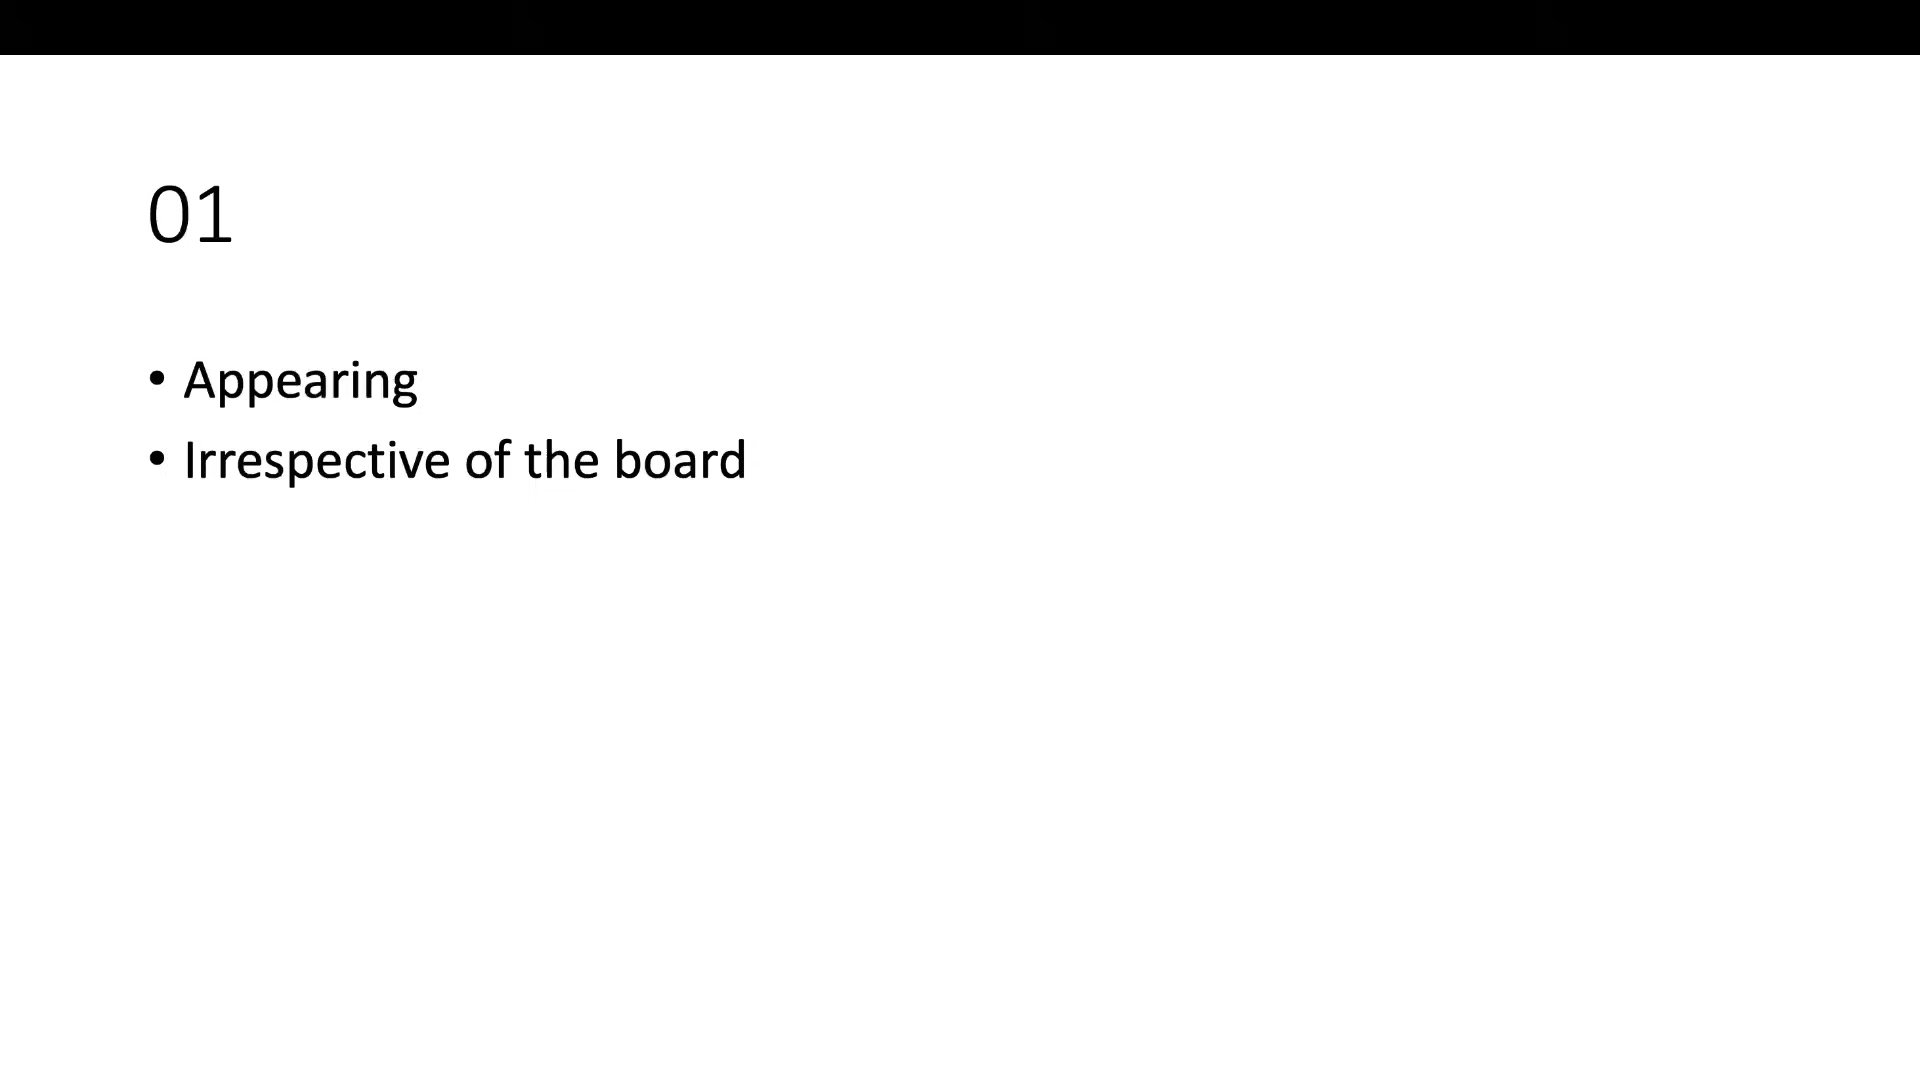 01
• Appearing
• Irrespective of the board